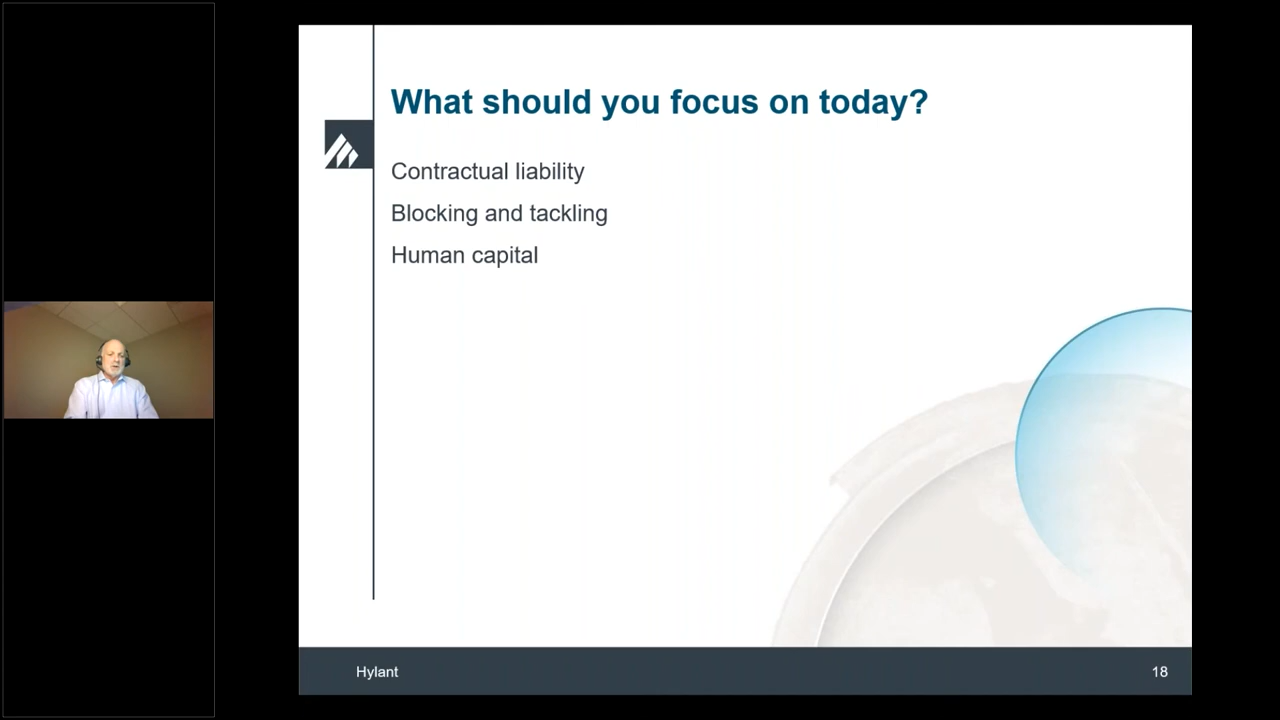 What should you focus on today?
Contractual liability
Blocking and tackling
Human capital
Hylant
18